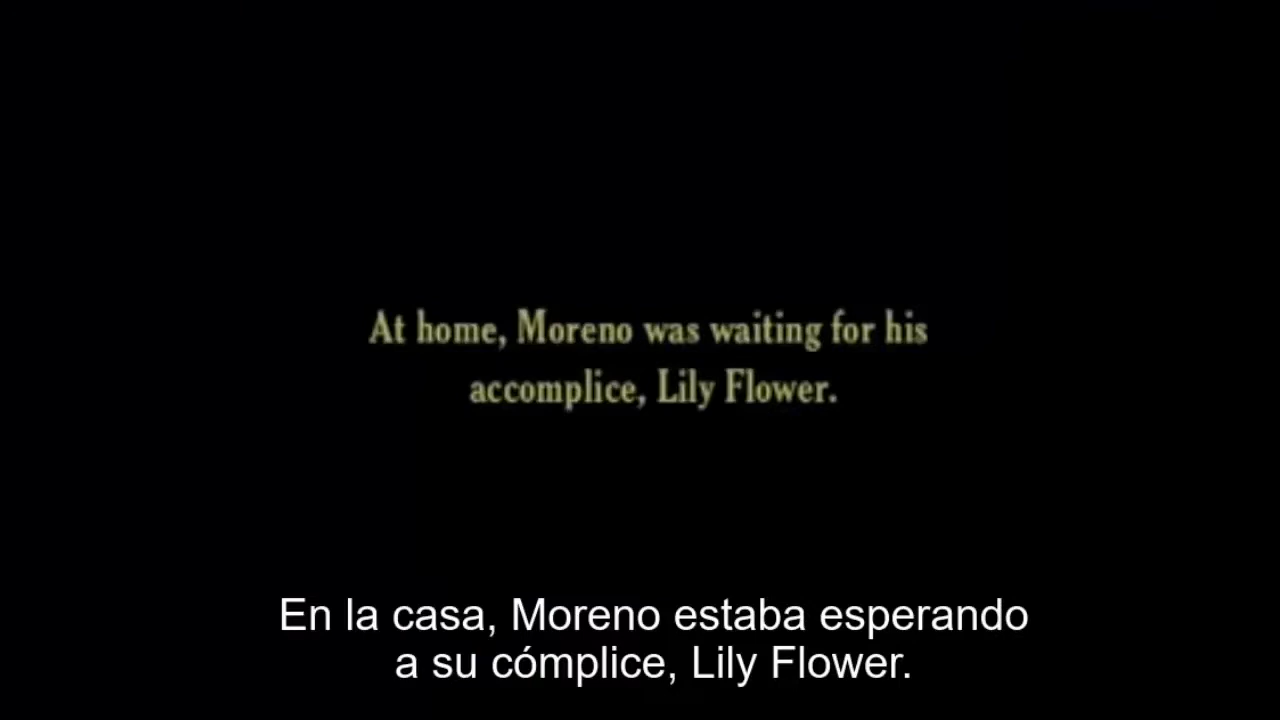 At home, Moreno was waiting for his
accomplice, Lily Flower.
En la casa, Moreno estaba esperando
a su cómplice, Lily Flower.